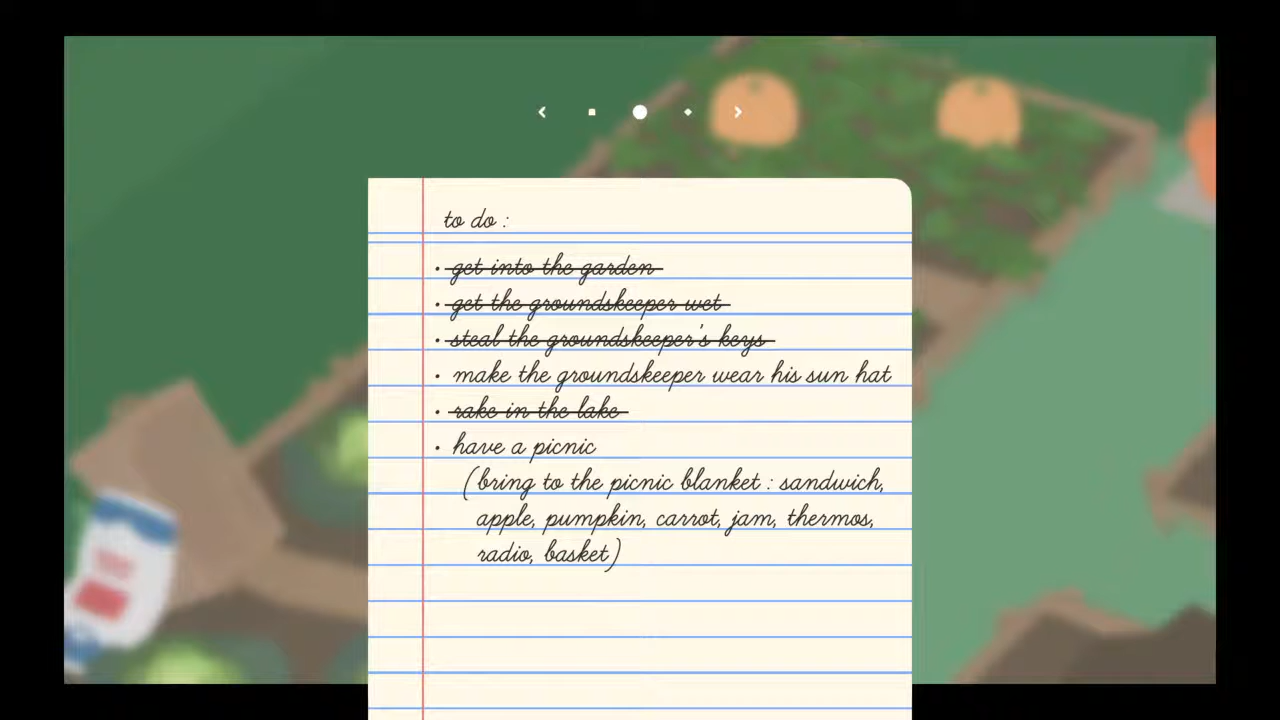 to do :
• get into the garden
• get the groundskeeper wet
• steal the groundskeeper's keys
• make the groundskeeper wear his sun hat
• rake in the lake
• have a picnic
(bring to the picnic blanket : sandwich,
apple, pumpkin, carrot, jam, thermos,
radio, basket)